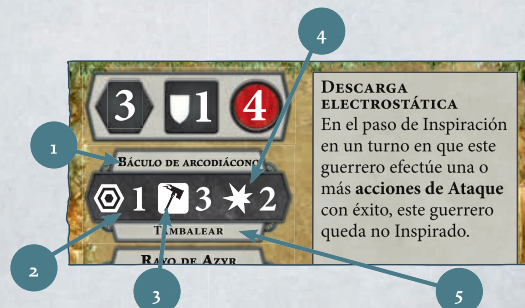 4
3 1 4
1
BÁCULO DE ARCODIÁCONO
1 3 2
TAMBALEAR
RAYO DE AZYR
2
3
5
DESCARGA
ELECTROSTÁTICA
En el paso de Inspiración
en un turno en que este
guerrero efectúe una o
más acciones de Ataque
con éxito, este guerrero
queda no Inspirado.